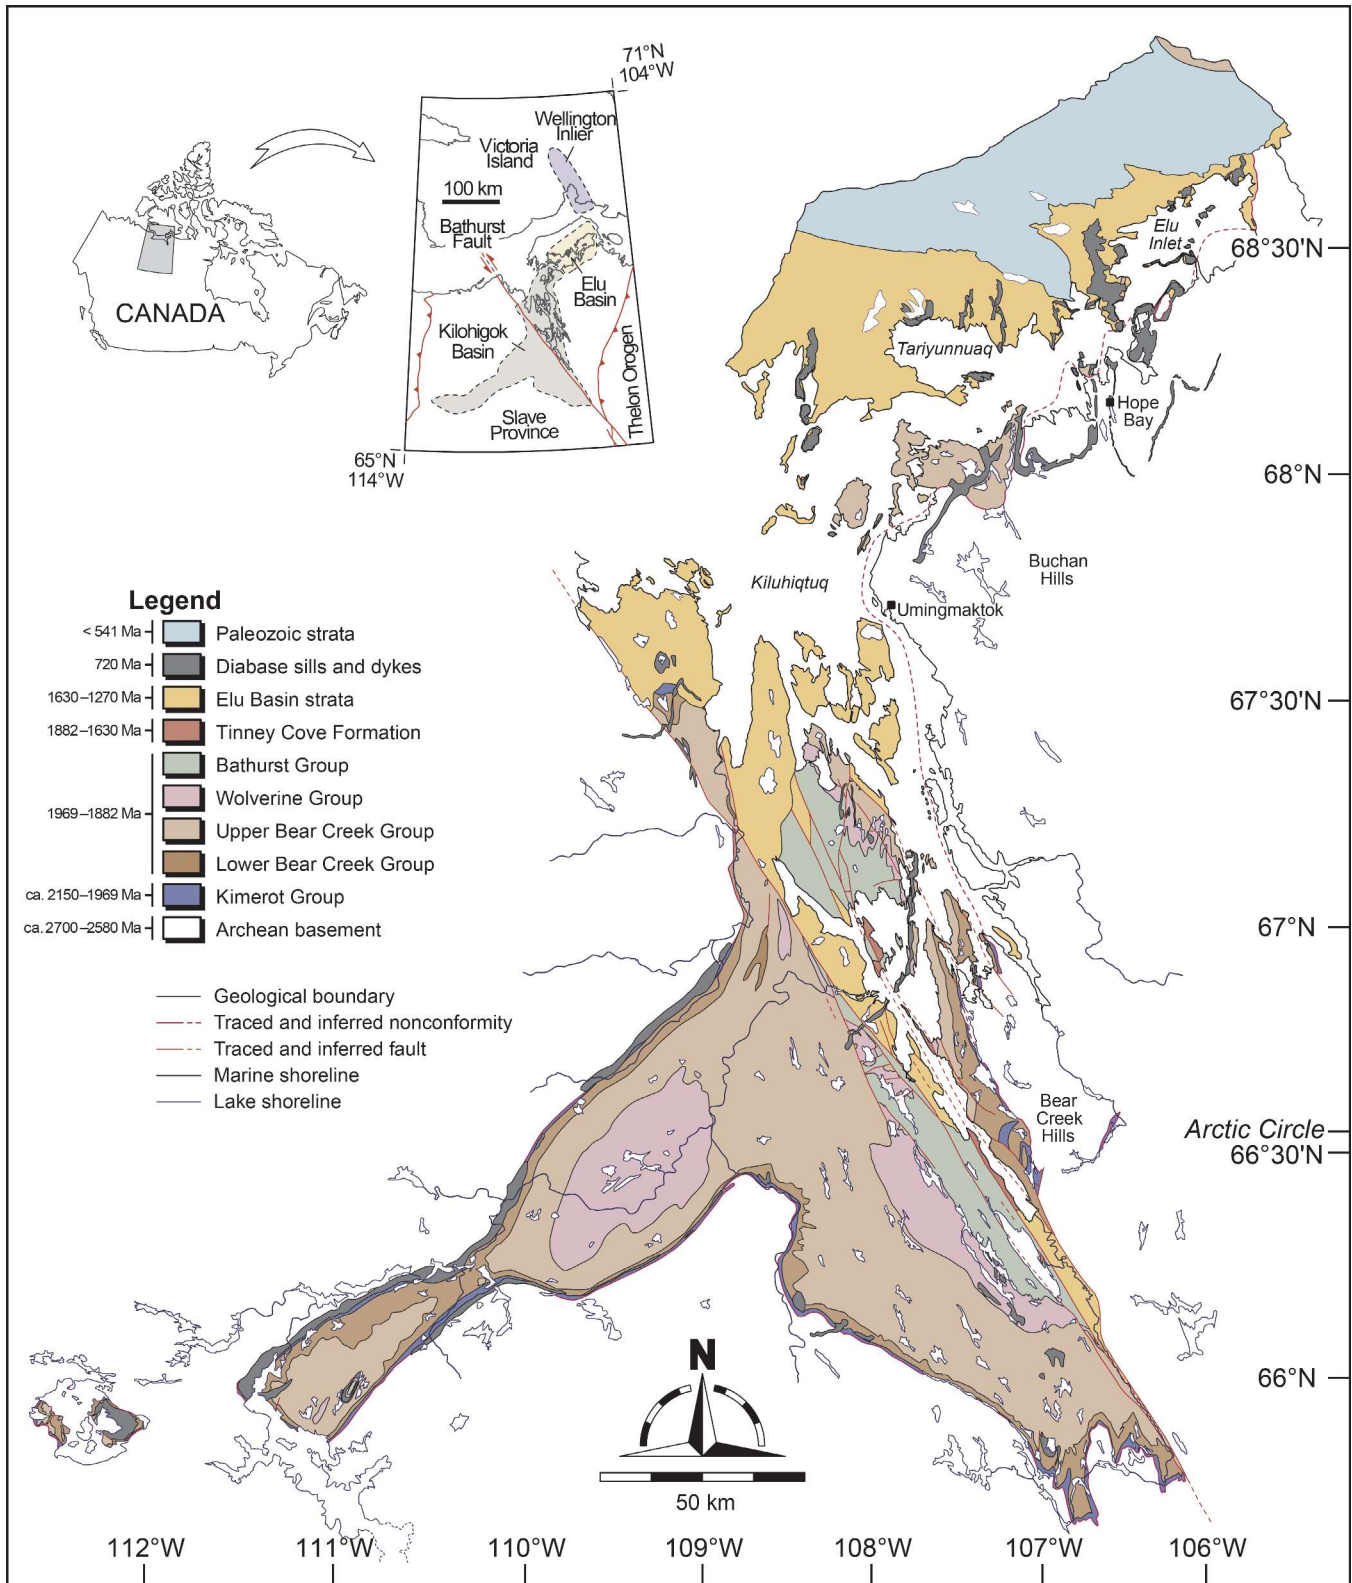 71°N
104°W
Wellington
Inlier
Victoria
Island
100 km
Bathurst
Fault
Elu
Basin
Kilohigok
Basin
Thelon Orogen
Slave
Province
65°N
114°W
CANADA
Elu
Inlet
68°30'N
Tariyunnuaq
Hope
Bay
68°N
Buchan
Hills
Kiluhiqtuq
Umingmaktok
Legend
< 541 Ma
Paleozoic strata
720 Ma
Diabase sills and dykes
1630–1270 Ma
Elu Basin strata
1882–1630 Ma
Tinney Cove Formation
Bathurst Group
Wolverine Group
1969–1882 Ma
Upper Bear Creek Group
Lower Bear Creek Group
ca. 2150–1969 Ma
Kimerot Group
ca. 2700–2580 Ma
Archean basement
67°30'N
67°N
Geological boundary
Traced and inferred nonconformity
Traced and inferred fault
Marine shoreline
Lake shoreline
Bear
Creek
Hills
Arctic Circle
66°30'N
66°N
N
50 km
112°W
111°W
110°W
109°W
108°W
107°W
106°W